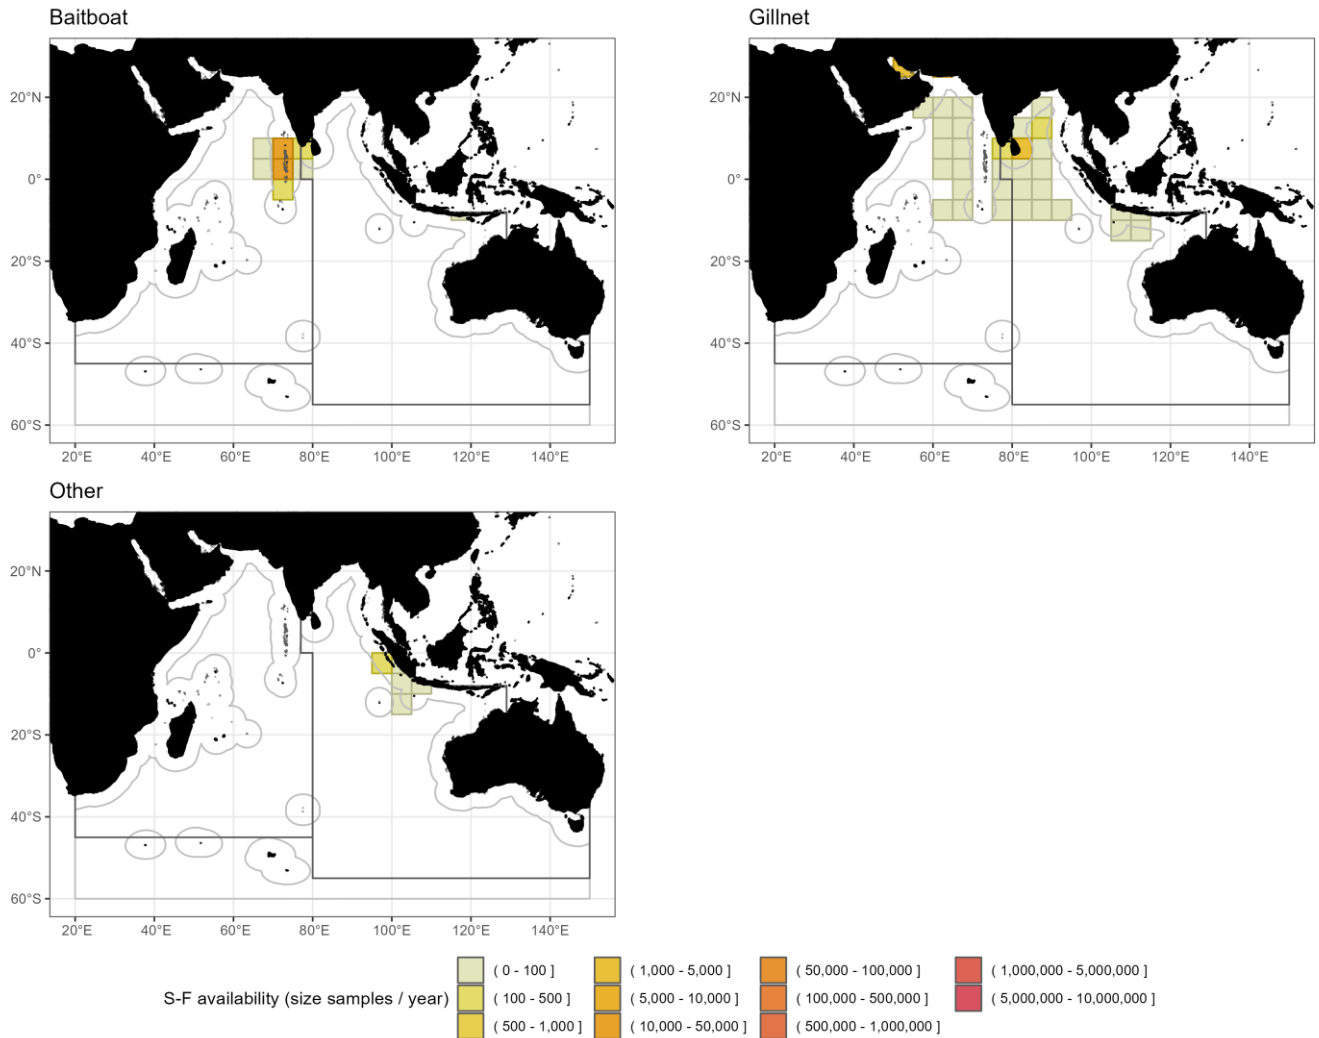 Baitboat
Gillnet
20°N
0°
20°S
40°S
60°S
20°E 40°E 60°E 80°E 100°E 120°E 140°E
20°N
0°
20°S
40°S
60°S
20°E 40°E 60°E 80°E 100°E 120°E 140°E
Other
20°N
0°
20°S
40°S
60°S
20°E 40°E 60°E 80°E 100°E 120°E 140°E
S-F availability (size samples / year)
( 0 - 100 ]
( 100 - 500 ]
( 500 - 1,000 ]
( 1,000 - 5,000 ]
( 5,000 - 10,000 ]
( 10,000 - 50,000 ]
( 50,000 - 100,000 ]
( 100,000 - 500,000 ]
( 500,000 - 1,000,000 ]
( 1,000,000 - 5,000,000 ]
( 5,000,000 - 10,000,000 ]